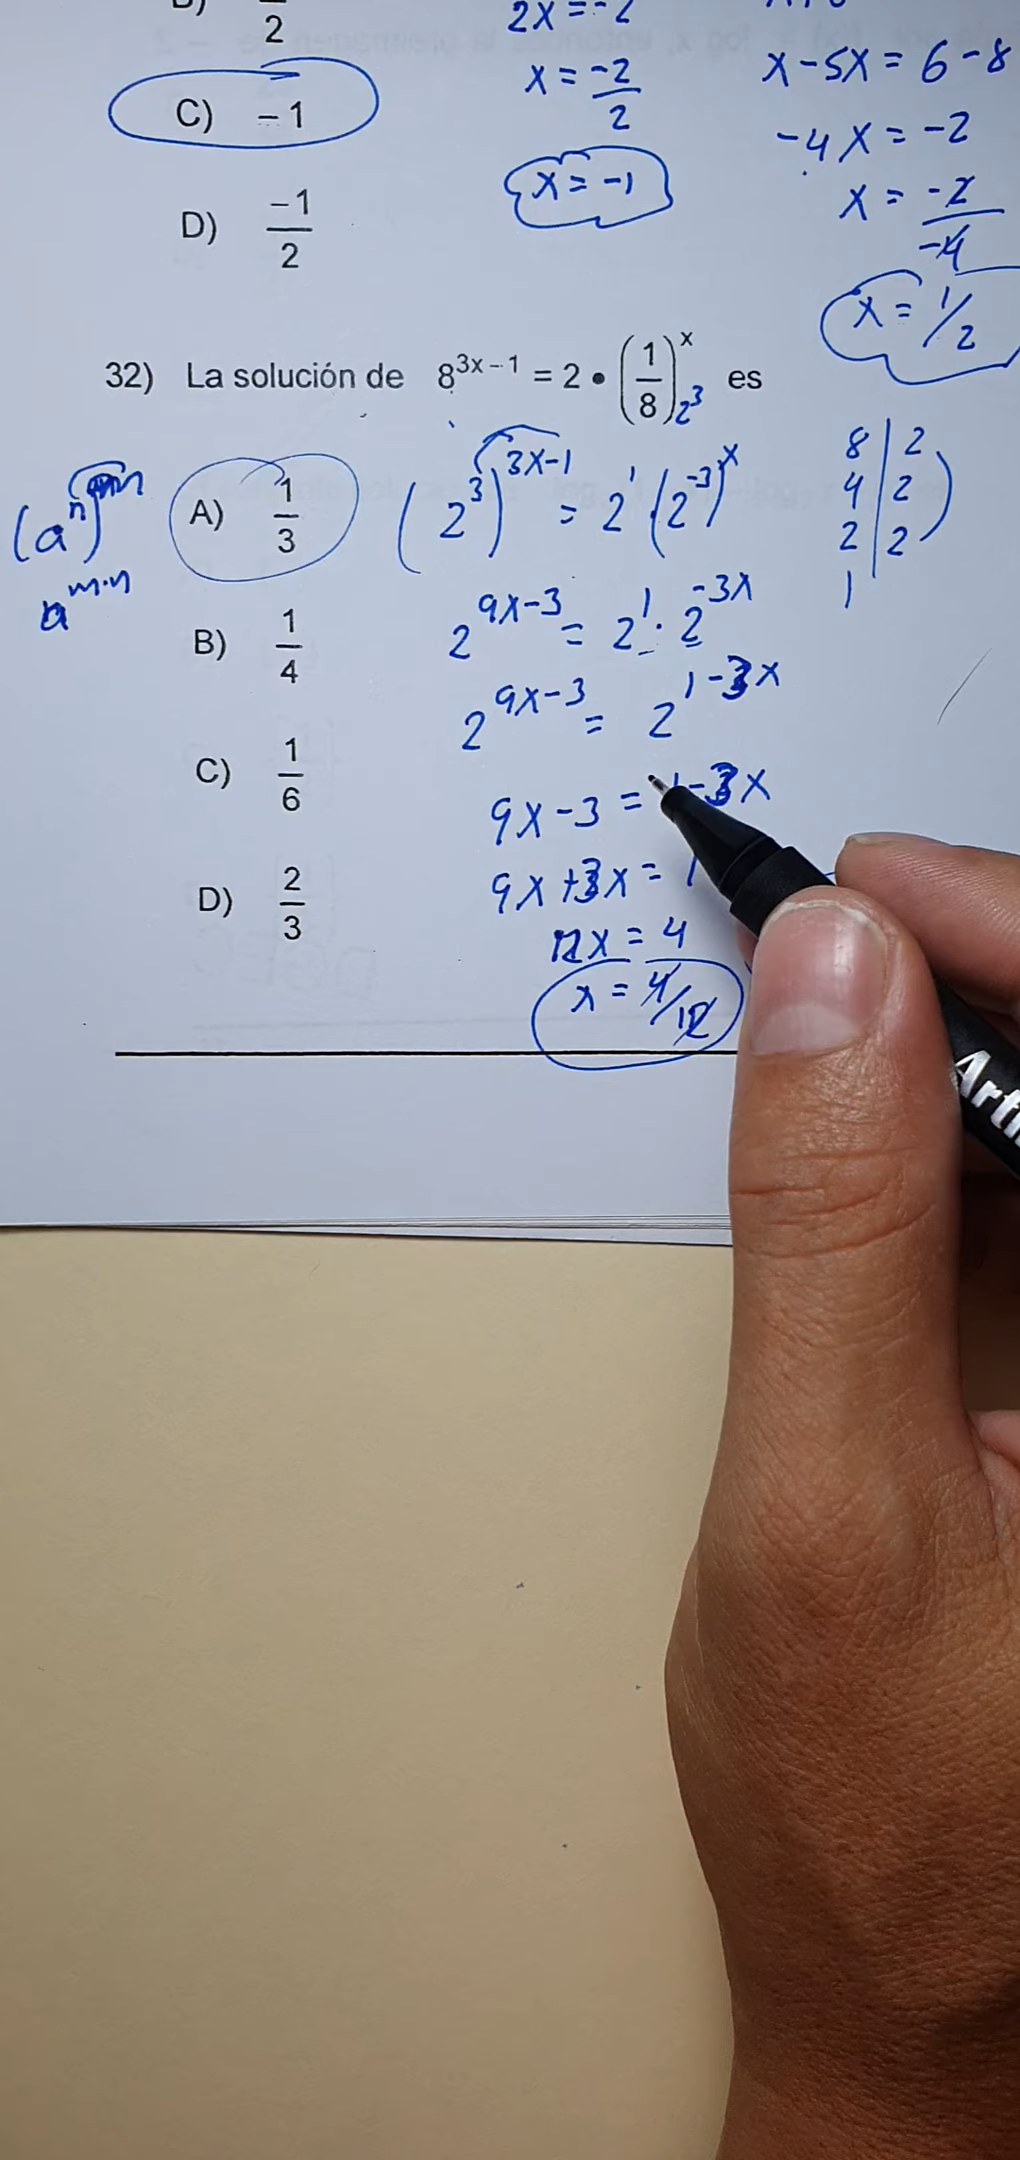 2
2x = -2
C) -1
x = -2/2
x - 5x = 6 - 8
-4x = -2
x = -1
x = -2/-4
D) -1/2
x = 1/2
32) La solución de 8^{3x-1} = 2 • (1/8)^x es
2^3
(a^n)^m
a^{m·n}
A) 1/3
(2^3)^{3x-1} = 2^1 · (2^{-3})^x
8 | 2
4 | 2
2 | 2
1
B) 1/4
2^{9x-3} = 2^1 · 2^{-3x}
2^{9x-3} = 2^{1-3x}
C) 1/6
9x - 3 = 1 - 3x
D) 2/3
9x + 3x = 1
12x = 4
x = 4/12
Art